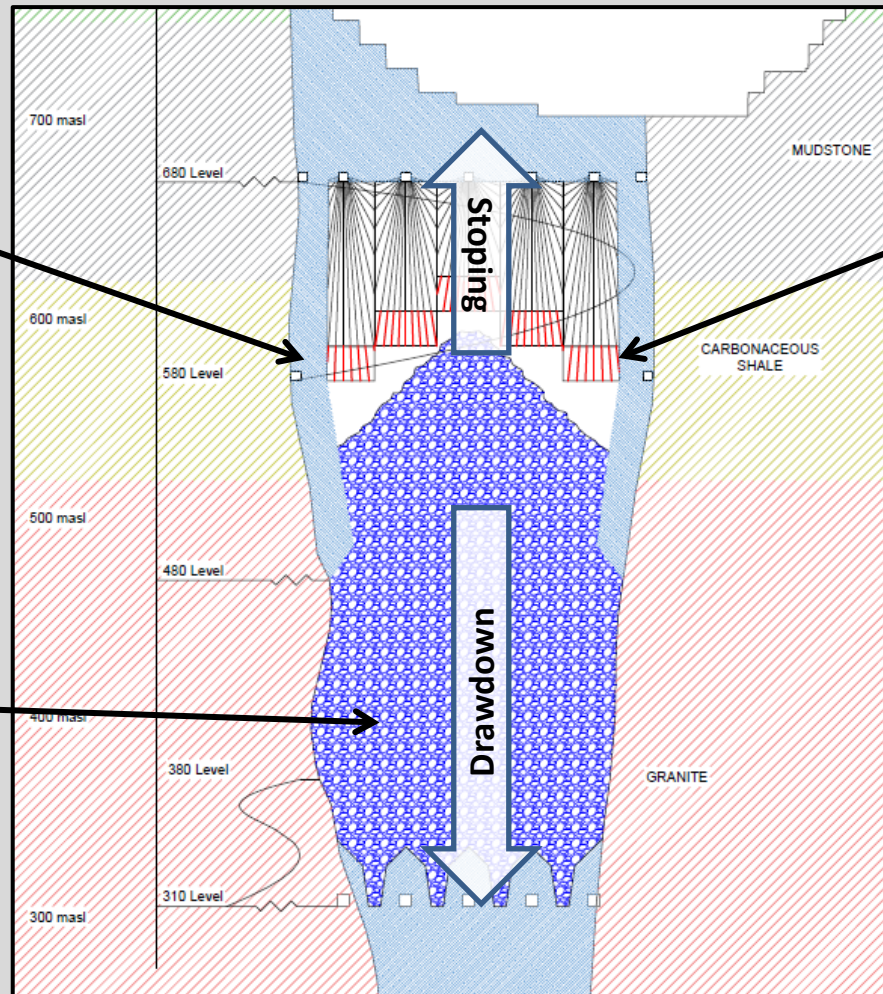 700 masl
MUDSTONE
680 Level
Stoping
600 masl
CARBONACEOUS
SHALE
580 Level
500 masl
480 Level
Drawdown
400 masl
380 Level
GRANITE
310 Level
300 masl